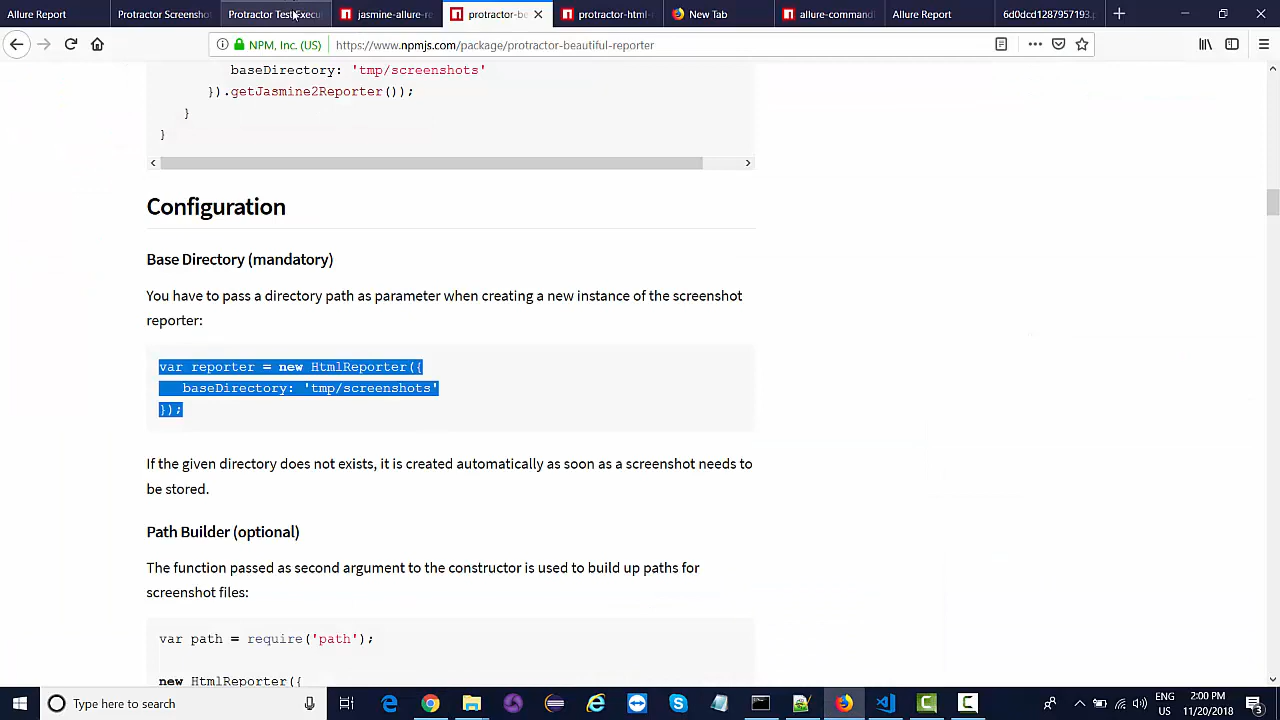 Allure Report
Protractor Screenshot
Protractor Test Execu
jasmine-allure-re
protractor-be
protractor-html-
New Tab
allure-command
Allure Report
6d0dcd1287957193.p
NPM, Inc. (US)
https://www.npmjs.com/package/protractor-beautiful-reporter
baseDirectory: 'tmp/screenshots'
}).getJasmine2Reporter());
}
}
Configuration
Base Directory (mandatory)
You have to pass a directory path as parameter when creating a new instance of the screenshot
reporter:
var reporter = new HtmlReporter({
baseDirectory: 'tmp/screenshots'
});
If the given directory does not exists, it is created automatically as soon as a screenshot needs to
be stored.
Path Builder (optional)
The function passed as second argument to the constructor is used to build up paths for
screenshot files:
var path = require('path');
new HtmlReporter({
Type here to search
ENG
US
2:00 PM
11/20/2018
3